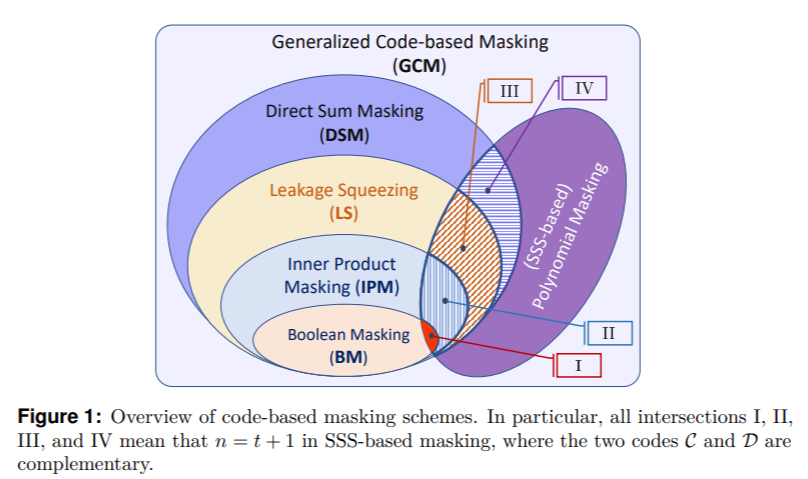 Generalized Code-based Masking
(GCM)
III
IV
Direct Sum Masking
(DSM)
Leakage Squeezing
(LS)
(SSS-based)
Polynomial Masking
Inner Product
Masking (IPM)
Boolean Masking
(BM)
II
I
Figure 1: Overview of code-based masking schemes. In particular, all intersections I, II,
III, and IV mean that n = t + 1 in SSS-based masking, where the two codes 𝒞 and 𝒟 are
complementary.